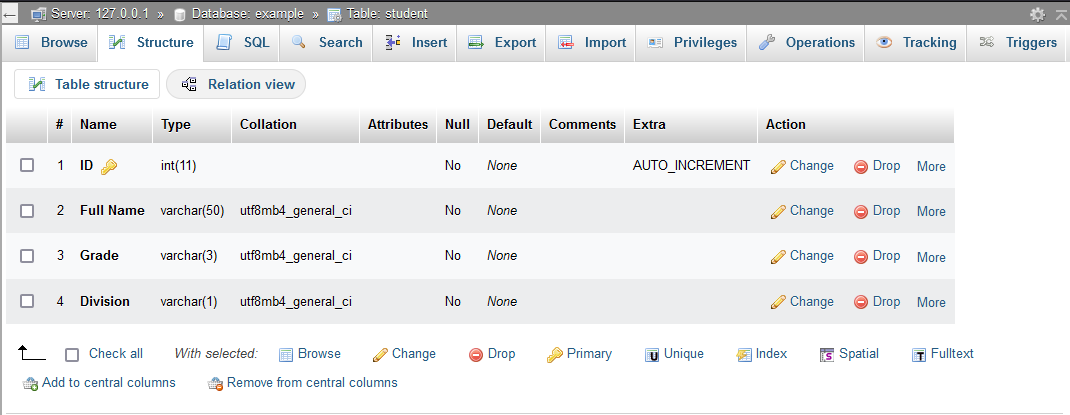 Server: 127.0.0.1 » Database: example » Table: student
Browse Structure SQL Search Insert Export Import Privileges Operations Tracking Triggers
Table structure Relation view
# Name Type Collation Attributes Null Default Comments Extra Action
1 ID int(11) No None AUTO_INCREMENT Change Drop More
2 Full Name varchar(50) utf8mb4_general_ci No None Change Drop More
3 Grade varchar(3) utf8mb4_general_ci No None Change Drop More
4 Division varchar(1) utf8mb4_general_ci No None Change Drop More
Check all With selected: Browse Change Drop Primary Unique Index Spatial Fulltext
Add to central columns Remove from central columns